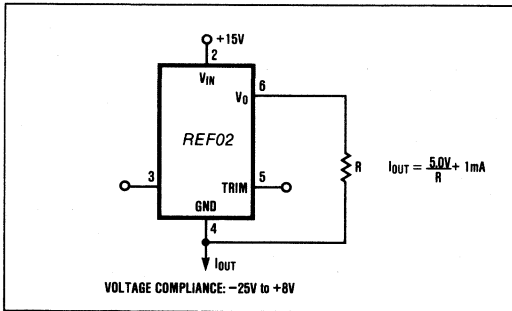 +15V
2
VIN
6
VO
REF02
3
5
TRIM
R
IOUT = 5.0V/R + 1mA
GND
4
IOUT
VOLTAGE COMPLIANCE: −25V to +8V